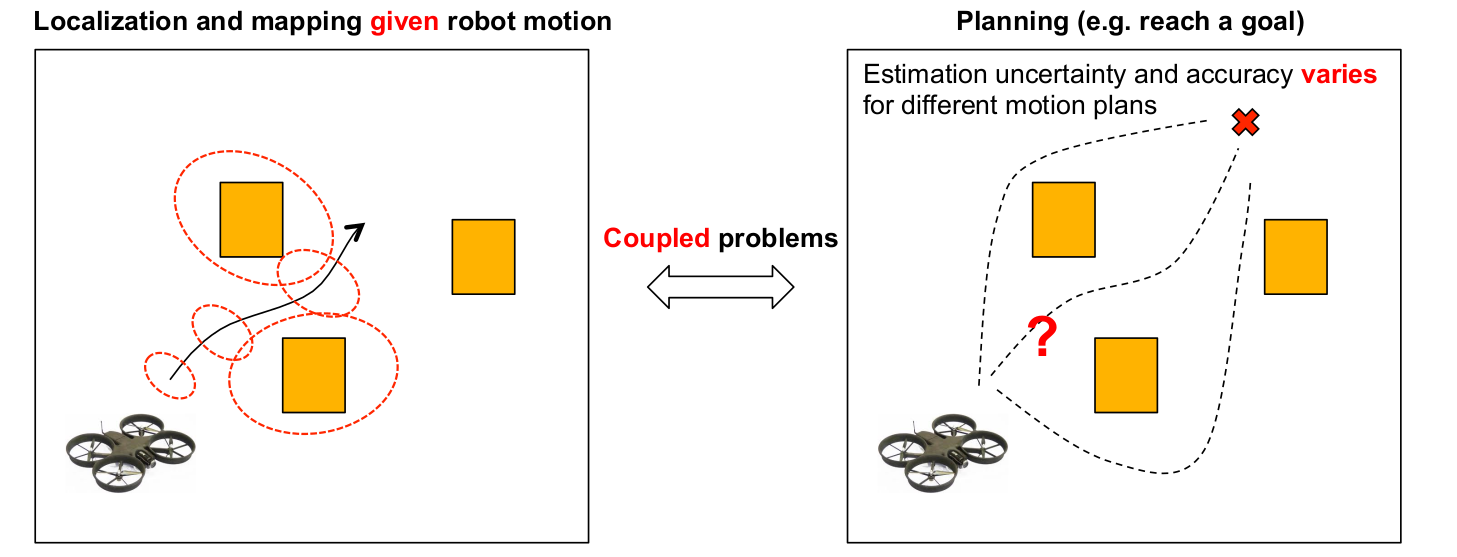 Localization and mapping given robot motion
Planning (e.g. reach a goal)
Estimation uncertainty and accuracy varies
for different motion plans
Coupled problems
?